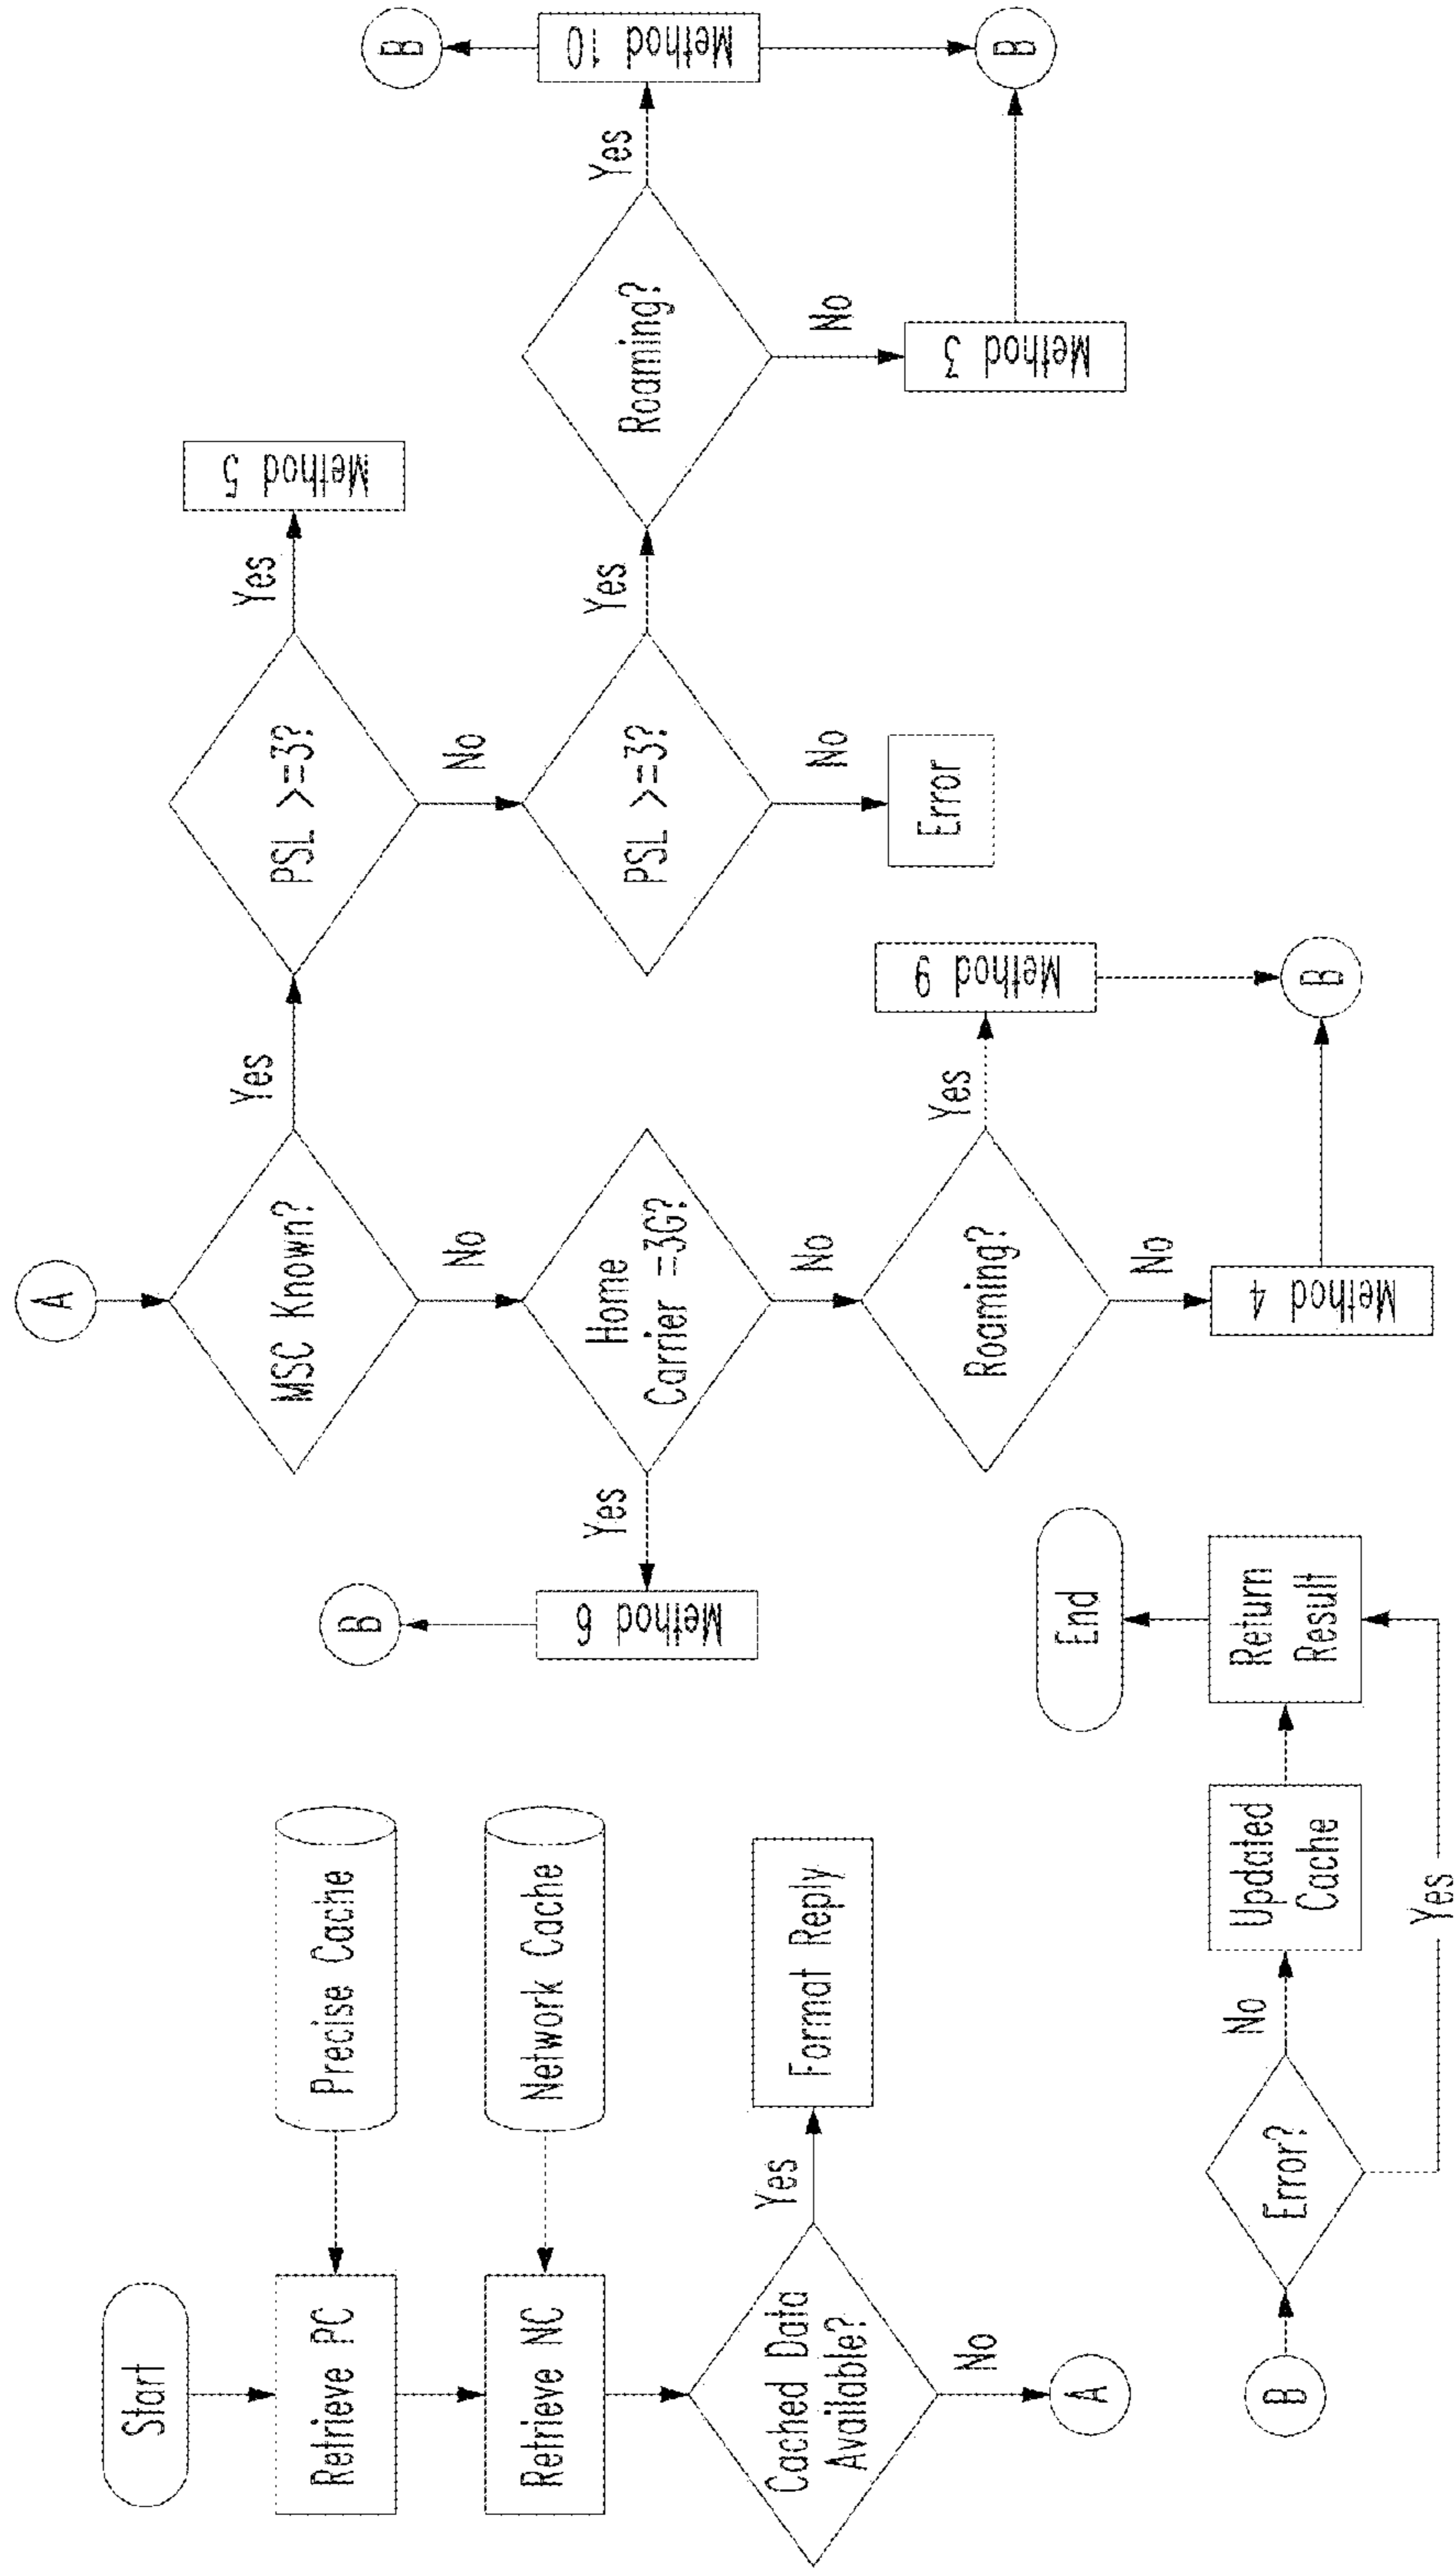 Start
Retrieve PC
Precise Cache
Retrieve NC
Network Cache
Cached Data
Available?
Yes
Format Reply
No
A
B
Error?
No
Updated
Cache
Return
Result
End
Yes
A
MSC Known?
Yes
No
PSL >=3?
Yes
Method 5
No
PSL >=3?
Yes
No
Error
Roaming?
Yes
Method 10
B
B
No
Method 3
Home
Carrier =3G?
Yes
Method 6
B
No
Roaming?
Yes
Method 9
B
No
Method 4